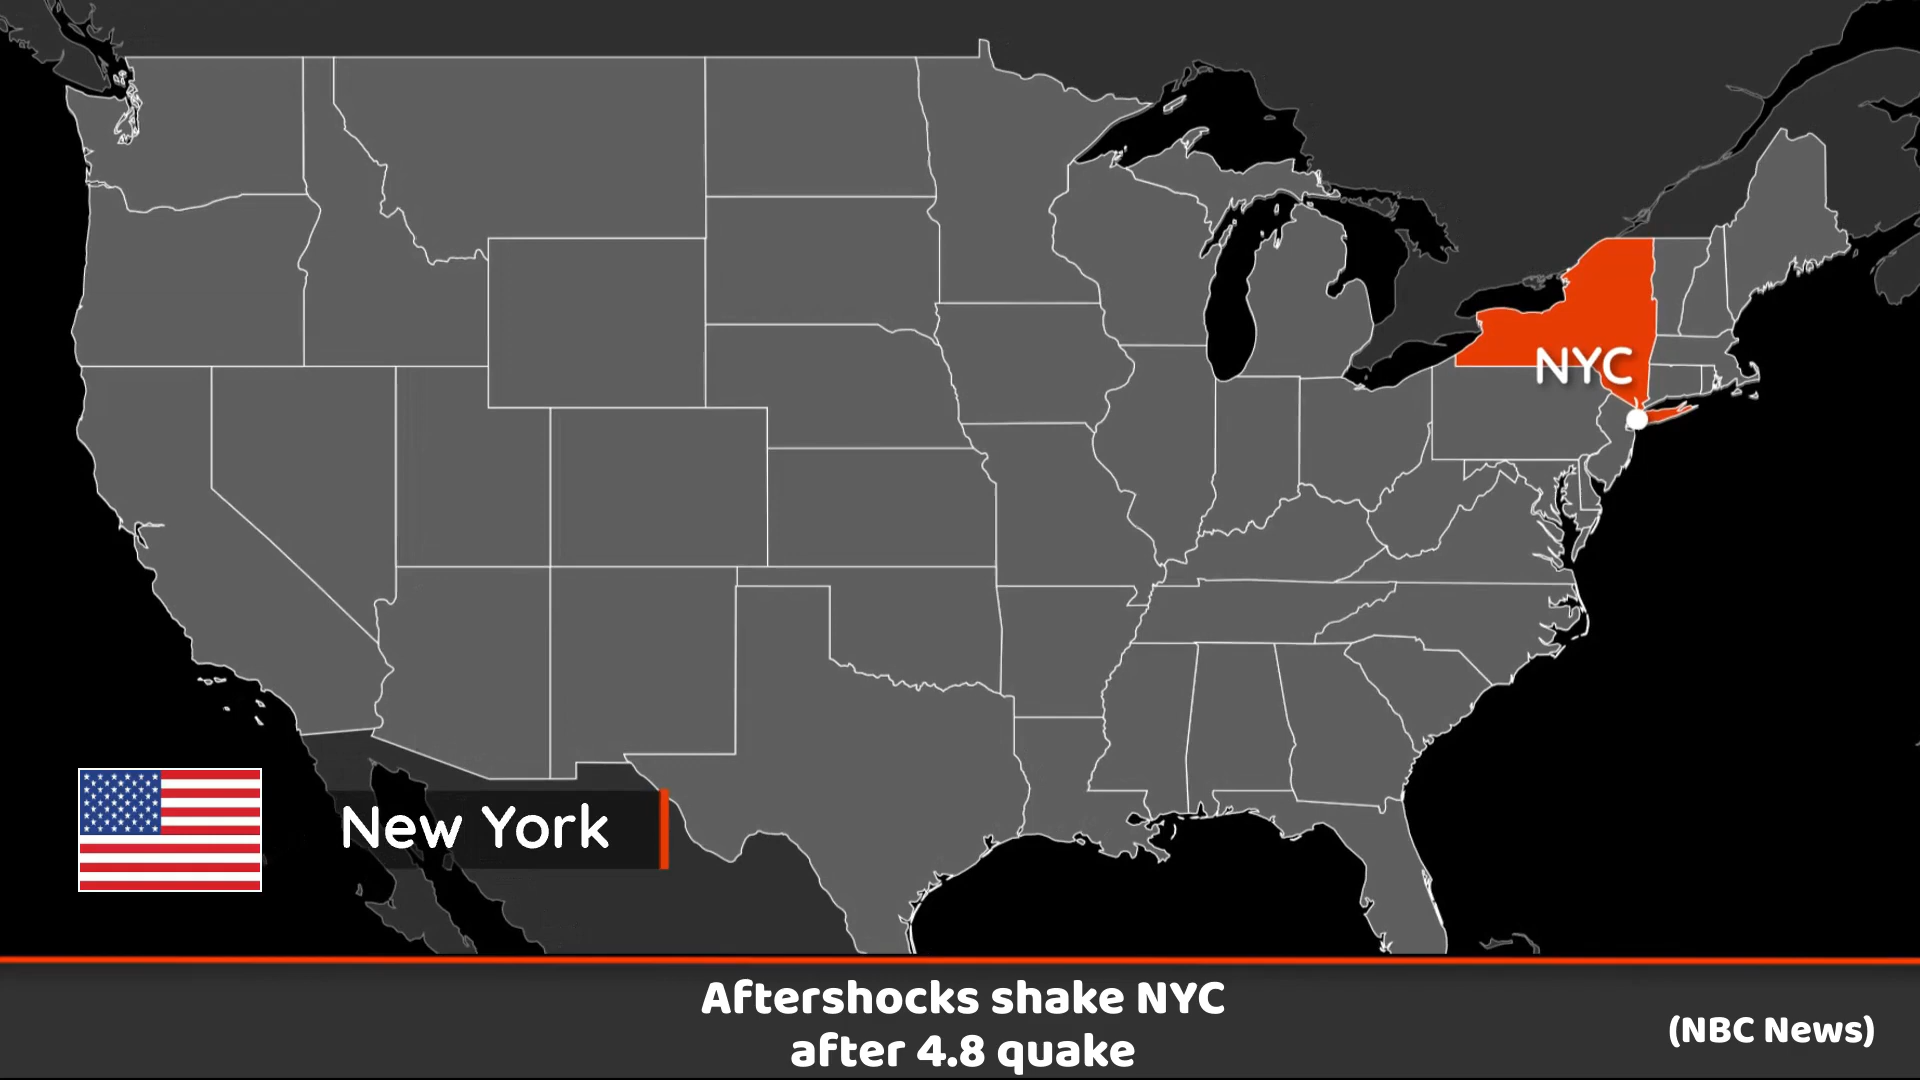 NYC
New York
Aftershocks shake NYC
after 4.8 quake
(NBC News)